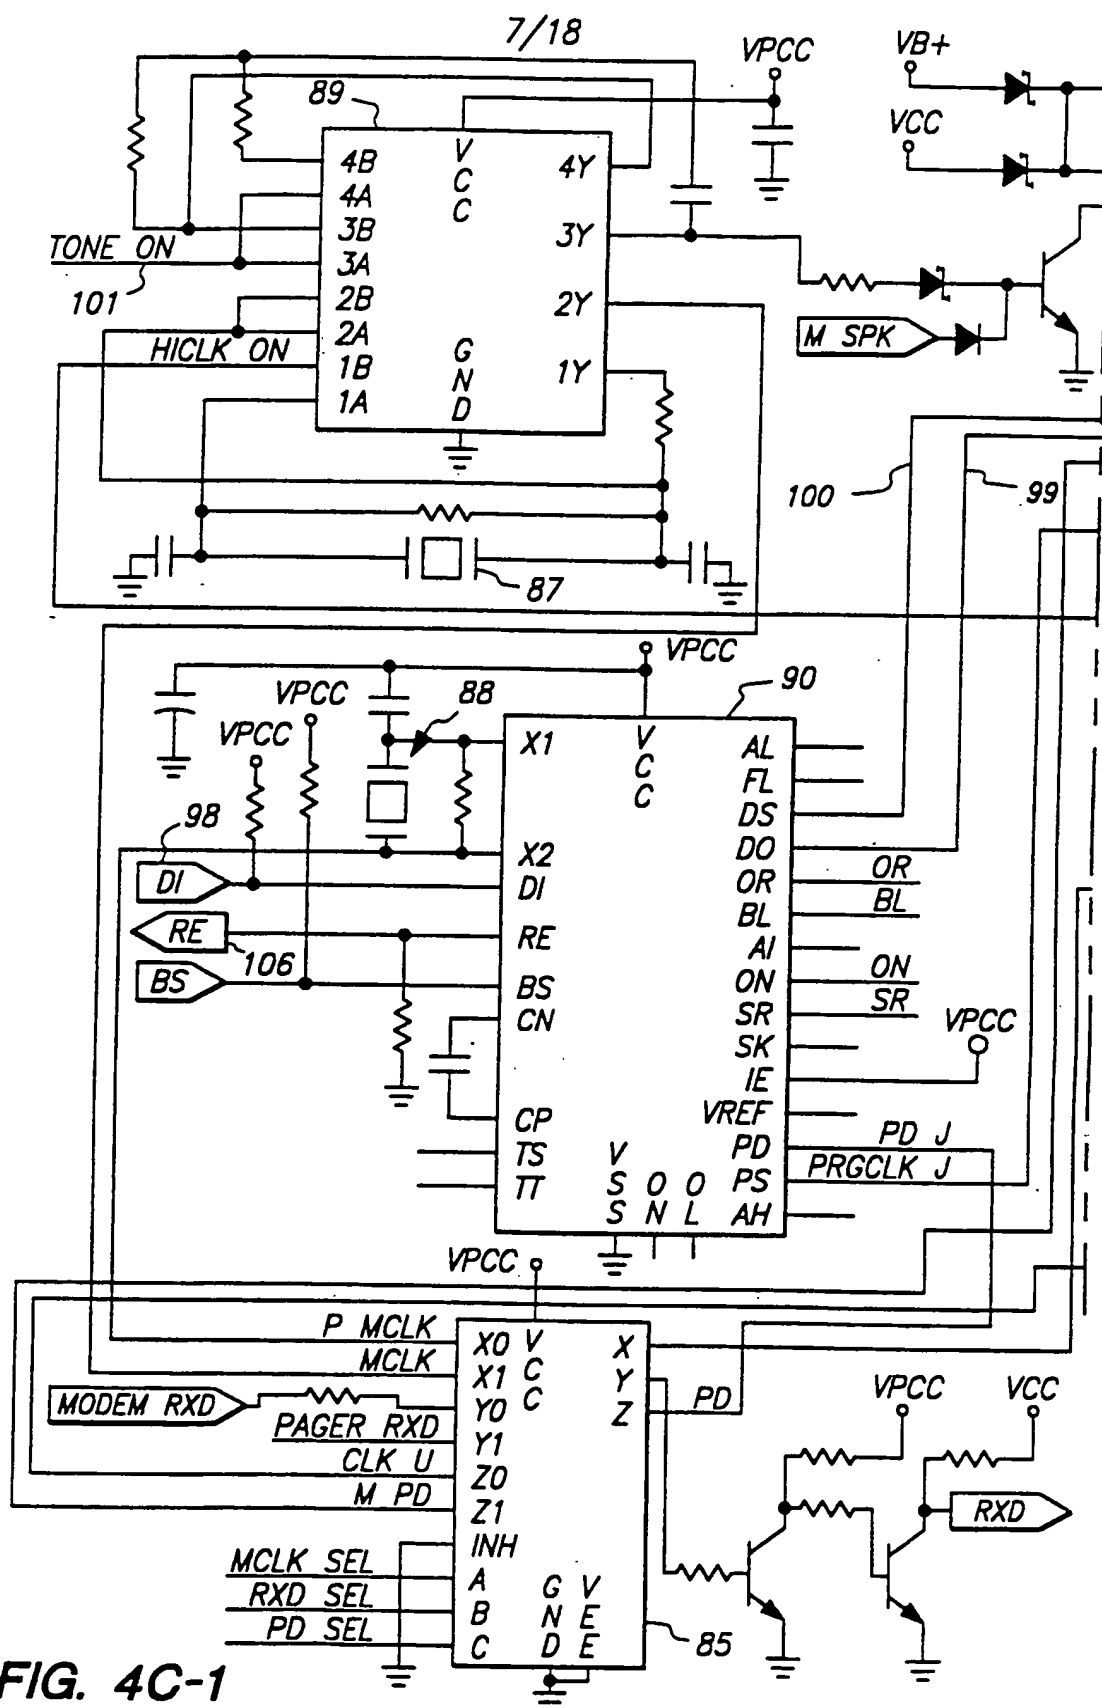 7/18
VPCC
VB+
VCC
89
4B
4A
3B
3A
2B
2A
1B
1A
VCC
GND
4Y
3Y
2Y
1Y
TONE ON
101
HICLK ON
M SPK
100
99
87
VPCC
90
88
VPCC
VPCC
98
DI
RE
106
BS
X1
X2
DI
RE
BS
CN
CP
TS
TT
VCC
VSS
ON
OL
AL
FL
DS
DO
OR
BL
AI
ON
SR
SK
IE
VREF
PD
PS
AH
OR
BL
ON
SR
VPCC
PD J
PRGCLK J
VPCC
P MCLK
MCLK
MODEM RXD
PAGER RXD
CLK U
M PD
MCLK SEL
RXD SEL
PD SEL
X0
X1
Y0
Y1
Z0
Z1
INH
A
B
C
VCC
GND
VEE
X
Y
Z
PD
85
VPCC
VCC
RXD
FIG. 4C-1